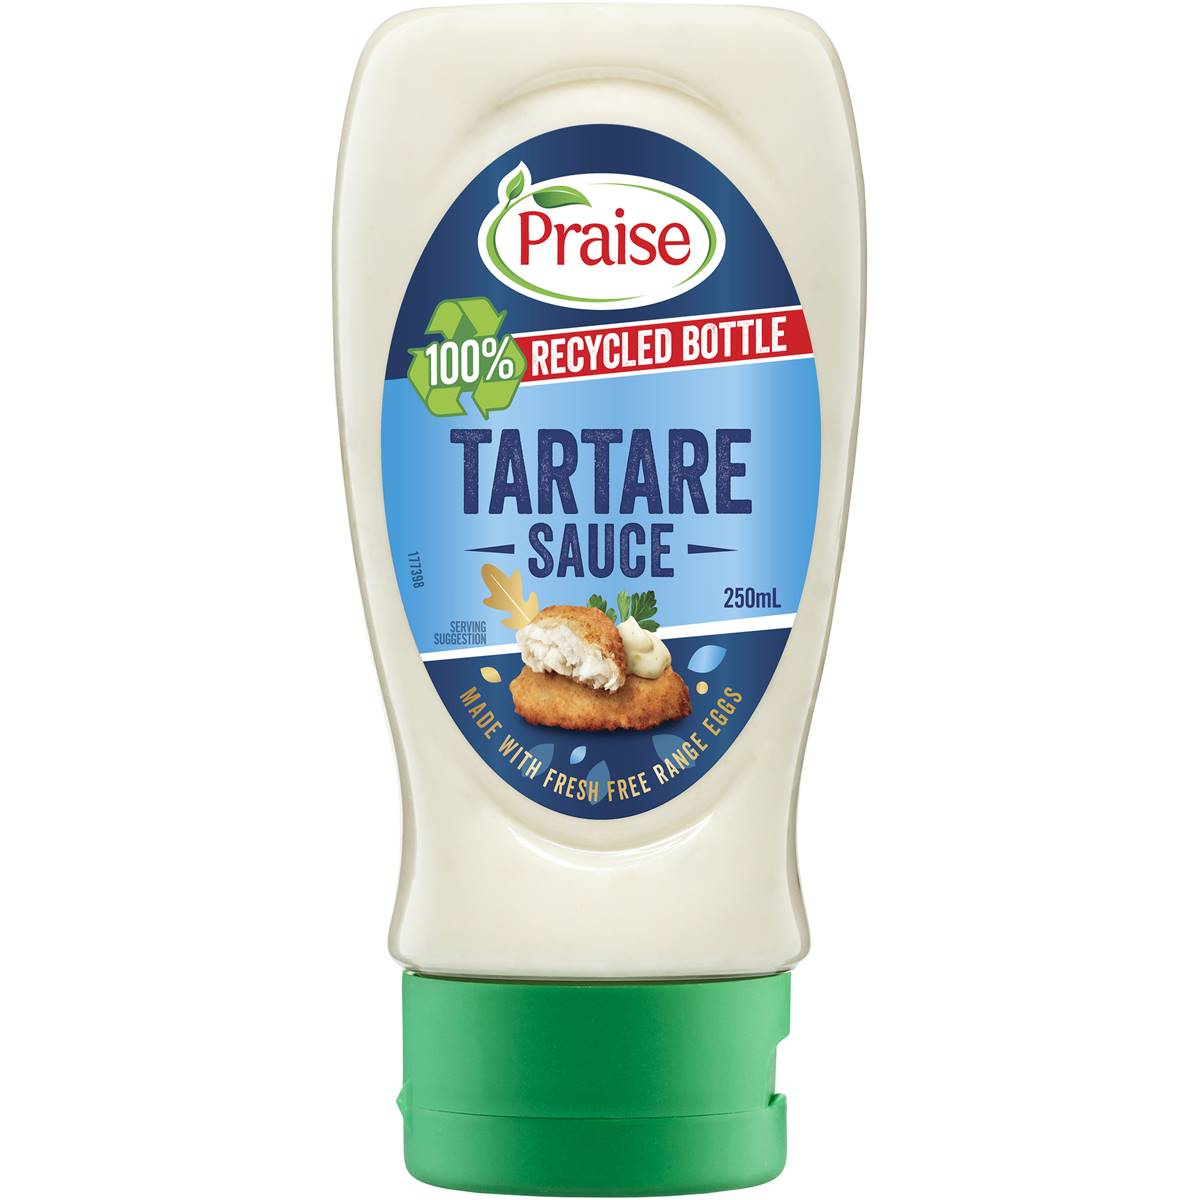 Praise
100% RECYCLED BOTTLE
TARTARE
SAUCE
177398
250mL
SERVING
SUGGESTION
MADE WITH FRESH FREE RANGE EGGS